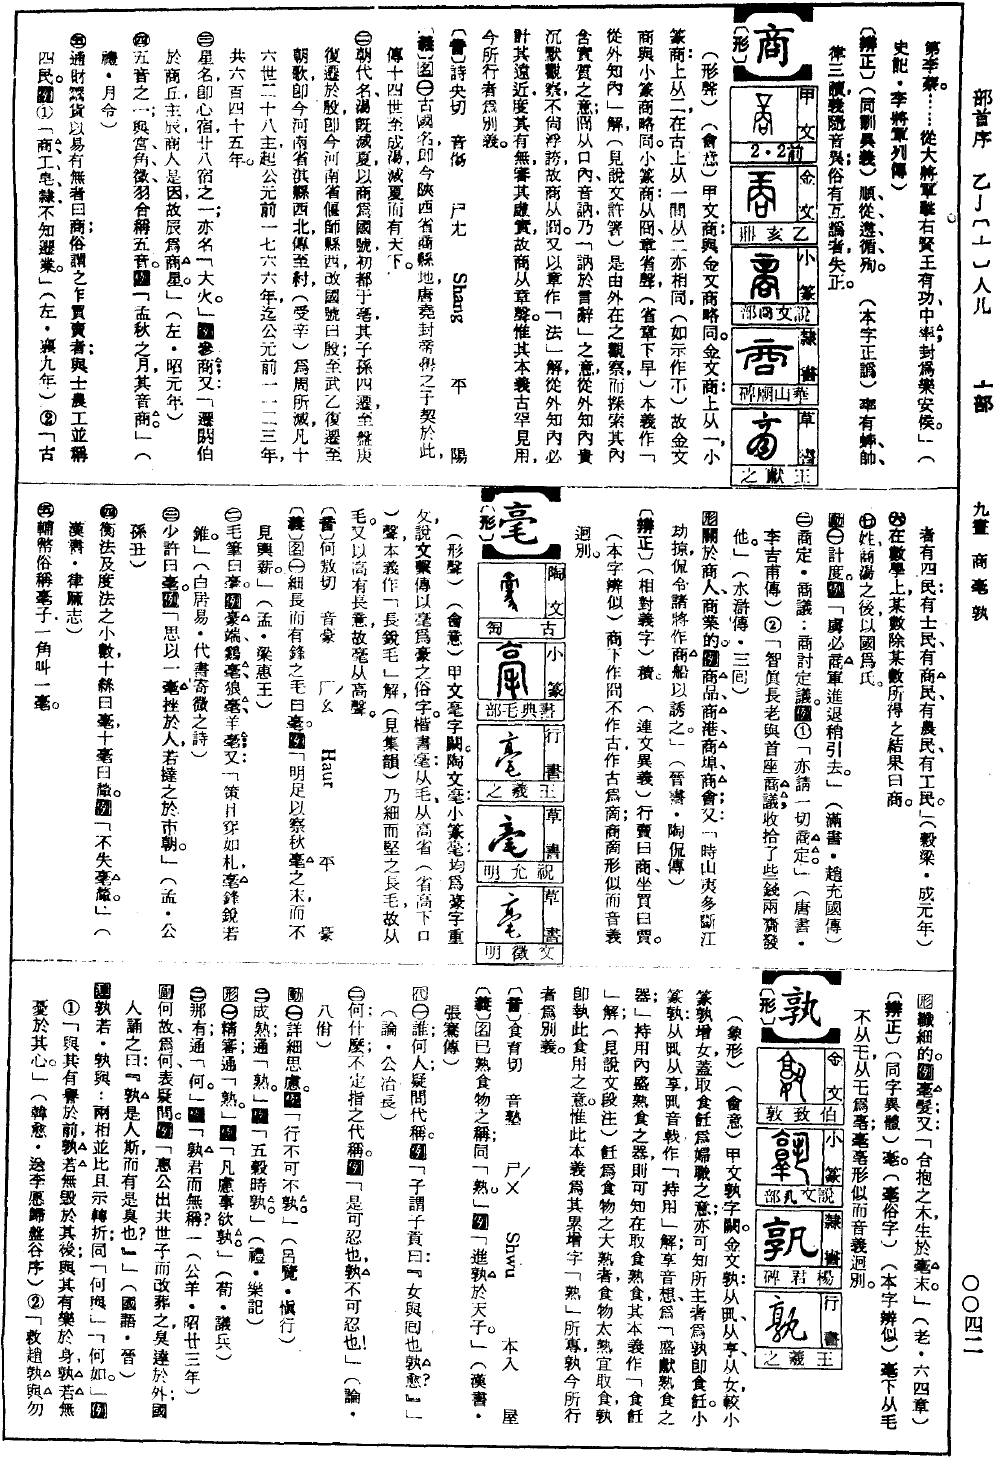 部首序　乙亅冖亠人儿　亠部　九畫　商毫孰　〇〇四二
第李蔡。……從大將軍擊右賢王有功中率，封爲樂安侯。」（
史記・李將軍列傳）
〔辨正〕（同訓異義）順、從、遵、循、殉。（本字正譌）率有蟀、帥、
律三讀，義隨音異；俗有互譌者，失正。
【商】
〔形〕
甲文　前2・2
金文　乙亥鼎
小篆　說文㕯部
隸書　華山廟碑
草書　王獻之
（形聲）（會意）甲文商：與金文商略同。金文商：上从一，小
篆商：上从二，在古上从一間从二亦相同，（如示作丅）故金文
商與小篆商略同。小篆商：从㕯，章省聲，（省章下早）本義作「
從外知內」解，（見說文許箸）是由外在之觀察，而探索其內
含實質之意；㕯从口內，音訥，乃「訥於言辭」之意，從外知內貴
沉默觀察，不尙浮誇，故商从㕯。又以章作「法」解，從外知內，必
計其遠近，度其有無，審其虛實，故商从章聲。惟其本義古罕見用，
今所行者爲別義。
〔音〕詩央切　音傷　ㄕㄤ　Shang　平　陽
〔義〕名㊀古國名，卽今陝西省商縣地，唐堯封帝嚳之子契於此，
傳十四世至成湯，滅夏而有天下。
㊁朝代名，湯旣滅夏，以商爲國號，初都于亳，其子孫四遷，至盤庚
復遷於殷，卽今河南省偃師縣西，改國號曰殷；至武乙，復遷至
朝歌，卽今河南省淇縣西北，傳至紂，（受辛）爲周所滅，凡十
六世二十八主，起公元前一七六六年，迄公元前一一二三年，
共六百四十五年。
㊂星名，卽心宿，廿八宿之一，亦名「大火」。例參商；又：「遷閼伯
於商丘，主辰，商人是因，故辰爲商星。」（左・昭元年）
㊃五音之一，與宮、角、徵、羽合稱五音。例「孟秋之月，其音商。」（
禮・月令）
㊄通財鬻貨以易有無者曰商，俗謂之乍買賣者；與士農工並稱
四民。例①「商、工、皂、隸，不知遷業」（左・襄九年）②「古
者有四民：有士民，有商民，有農民，有工民。」（穀梁・成元年）
㊅在數學上，某數除某數所得之結果曰商。
㊆姓，商湯之後，以國爲氏。
動㊀計度。例「虜必商軍進退，稍引去。」（漢書・趙充國傳）
㊁商定・商議：商討定議。例①「亦請一切商定」（唐書・
李吉甫傳）②「智眞長老與首座商議，收拾了些錢兩，齎發
他。」（水滸傳・三回）
形關於商人、商業的。例商品、商港、商埠、商會；又：「時山夷多斷江
劫掠，侃令諸將作商船以誘之。」（晉書・陶侃傳）
〔辨正〕（相對義字）積。（連文異義）行賣曰商，坐買曰賈。
（本字辨似）商：下作㕯，不作古；作古爲啇，商啇形似而音義
迥別。
【毫】
〔形〕
陶文　古匋
小篆　書典毛部
行書　王羲之
草書　祝允明
草書　文徵明
（形聲）（會意）甲文毫字闕。陶文毫：小篆毫均爲豪字重
文，說文繫傳以毫爲豪之俗字。楷書毫：从毛，从高省，（省高下口
）聲，本義作「長銳毛」解，（見集韻）乃細而堅之長毛，故从
毛。又以高有長意，故毫从高聲。
〔音〕何敖切　音豪　ㄏㄠˊ　Haur　平　豪
〔義〕名㊀細長而有鋒之毛曰毫。例「明足以察秋毫之末，而不
見輿薪」（孟・梁惠王）
㊁毛筆曰毫。例毫端、鷄毫、狼毫、羊毫；又：「策目穿如札，毫鋒銳若
錐。」（白居易・代書寄微之詩）
㊂少許曰毫。例「思以一毫挫於人，若撻之於市朝。」（孟・公
孫丑）
㊃衡法及度法之小數，十絲曰毫，十毫曰釐。例「不失毫釐。」（
漢書・律曆志）
㊄輔幣，俗稱毫子，一角叫一毫。
形纖細的。例毫髮；又：「合抱之木，生於毫末。」（老・六四章）
〔辨正〕（同字異體）毫。（毫俗字）（本字辨似）毫：下从毛
不从乇，从乇爲亳；毫亳形似而音義迥別。
【孰】
〔形〕
金文　伯致敦
小篆　說文丮部
隸書　楊君碑
行書　王羲之
（象形）（會意）甲文孰字闕。金文孰：从丮，从亨，从女，較小
篆孰增女，蓋取食飪爲婦職之意；亦可知所主者爲孰卽食飪。小
篆孰：从丮从享，丮音戟，作「持用」解；享音想，爲「盛獻熟食之
器」；持用內盛熟食之器，則可知在取食熟食，其本義作「食飪
」解，（見說文段注）飪爲食物之大熟者，食物太熟宜取食，孰
卽執此食用之意。惟此本義爲其累增字「熟」所專，孰今所行
者爲別義。
〔音〕食育切　音塾　ㄕㄨˊ　Shwu　本入　屋
〔義〕名已熟食物之稱；同「熟」。例「進孰於天子」（漢書・
張騫傳）
代㊀誰；何人；疑問代稱。例「子謂子貢曰：『女與回也，孰愈？』」
（論・公冶長）
㊁何；什麼；不定指之代稱。例「是可忍也，孰不可忍也！」（論・
八佾）
動㊀詳細思慮。例「行不可不孰」（呂覽・愼行）
㊁成熟；通「熟」。例「五穀時孰。」（禮・樂記）
形㊀精審；通「熟」。例「凡慮事欲孰」（荀・議兵）
㊁那有；通「何」。例「孰君而無稱？」（公羊・昭廿三年）
副何故；爲何；表疑問。例「惠公出共世子而改葬之，臭達於外；國
人誦之曰：『孰是人斯，而有是臭也？』」（國語・晉）
連孰若・孰與：兩相並比且示轉折；同「何與」「何如」。例
①「與其有譽於前，孰若無毀於其後；與其有樂於身，孰若無
憂於其心。」（韓愈・送李愿歸盤谷序）②「救趙孰與勿